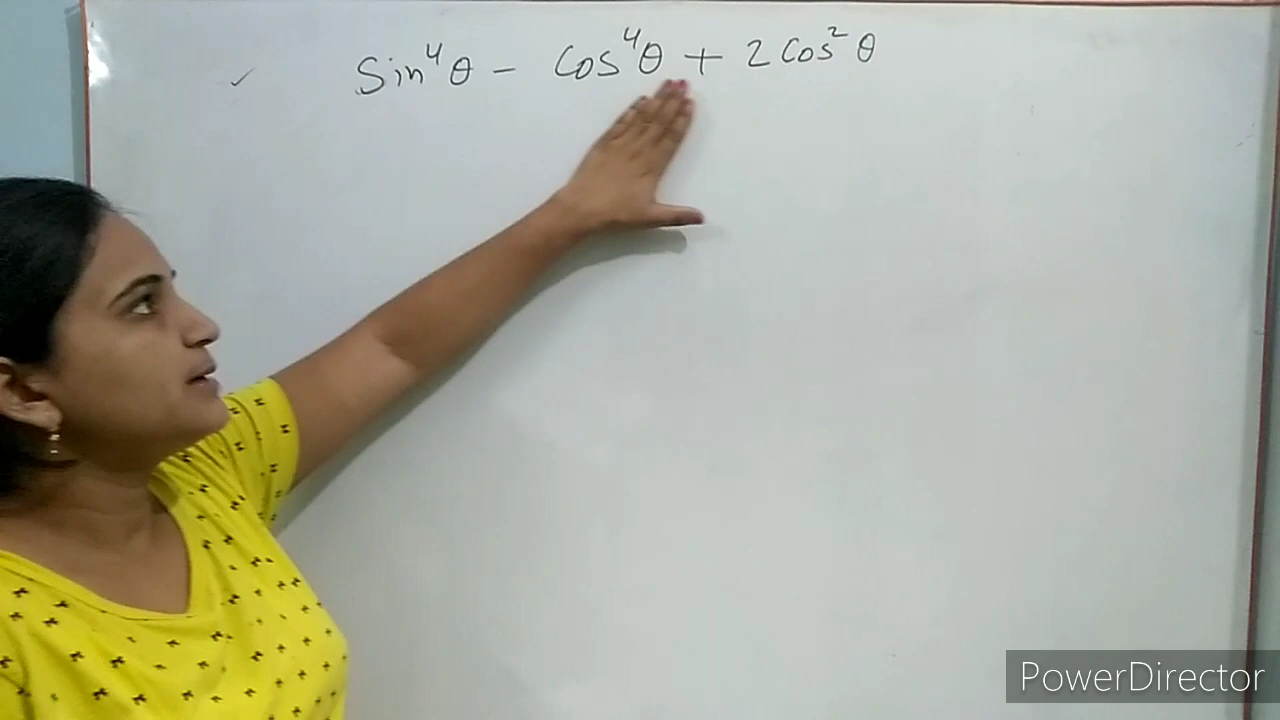 Sin⁴θ - Cos⁴θ + 2Cos²θ
PowerDirector